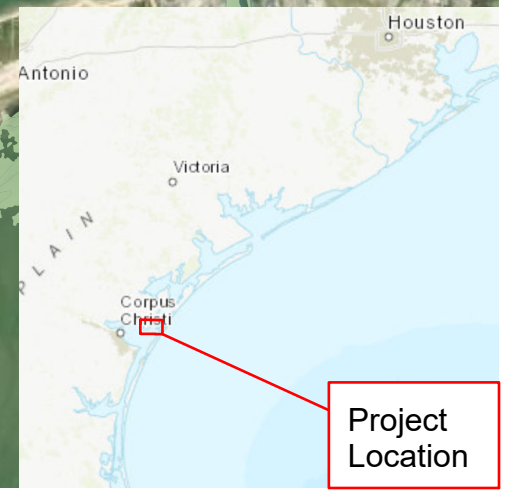 Houston
Antonio
Victoria
PLAIN
Corpus
Christi
Project
Location